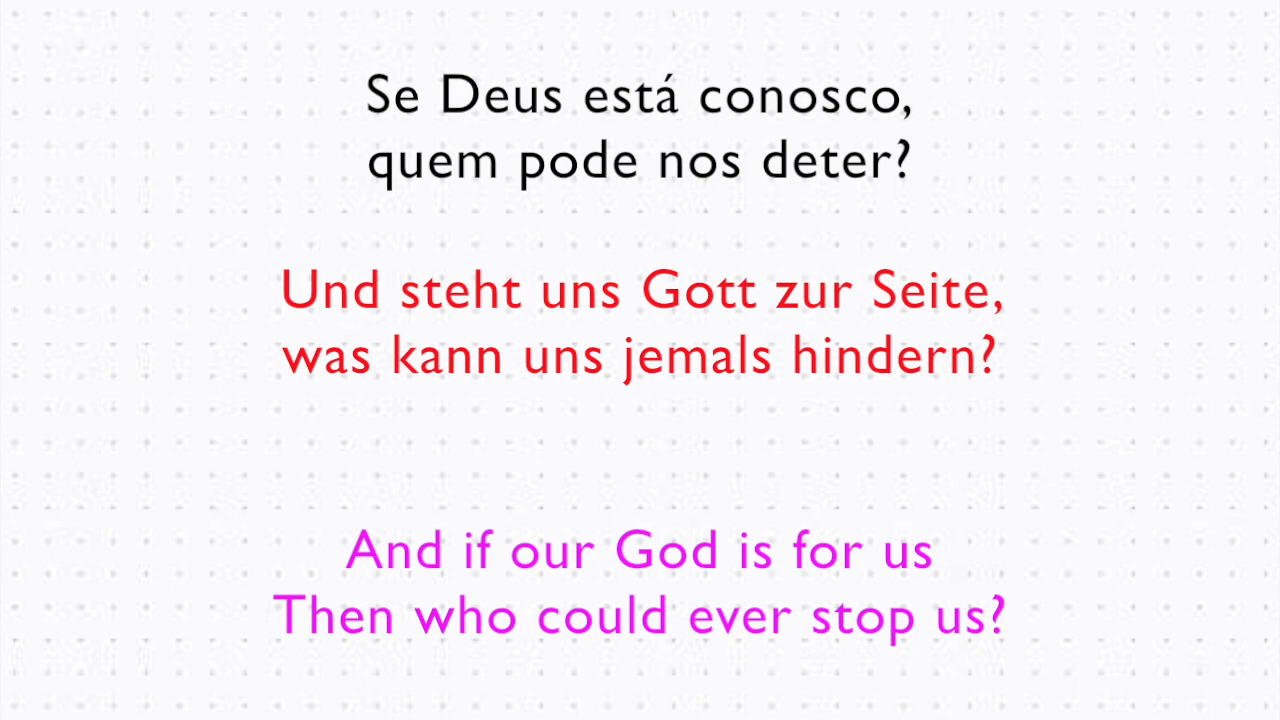 Se Deus está conosco,
quem pode nos deter?
Und steht uns Gott zur Seite,
was kann uns jemals hindern?
And if our God is for us
Then who could ever stop us?